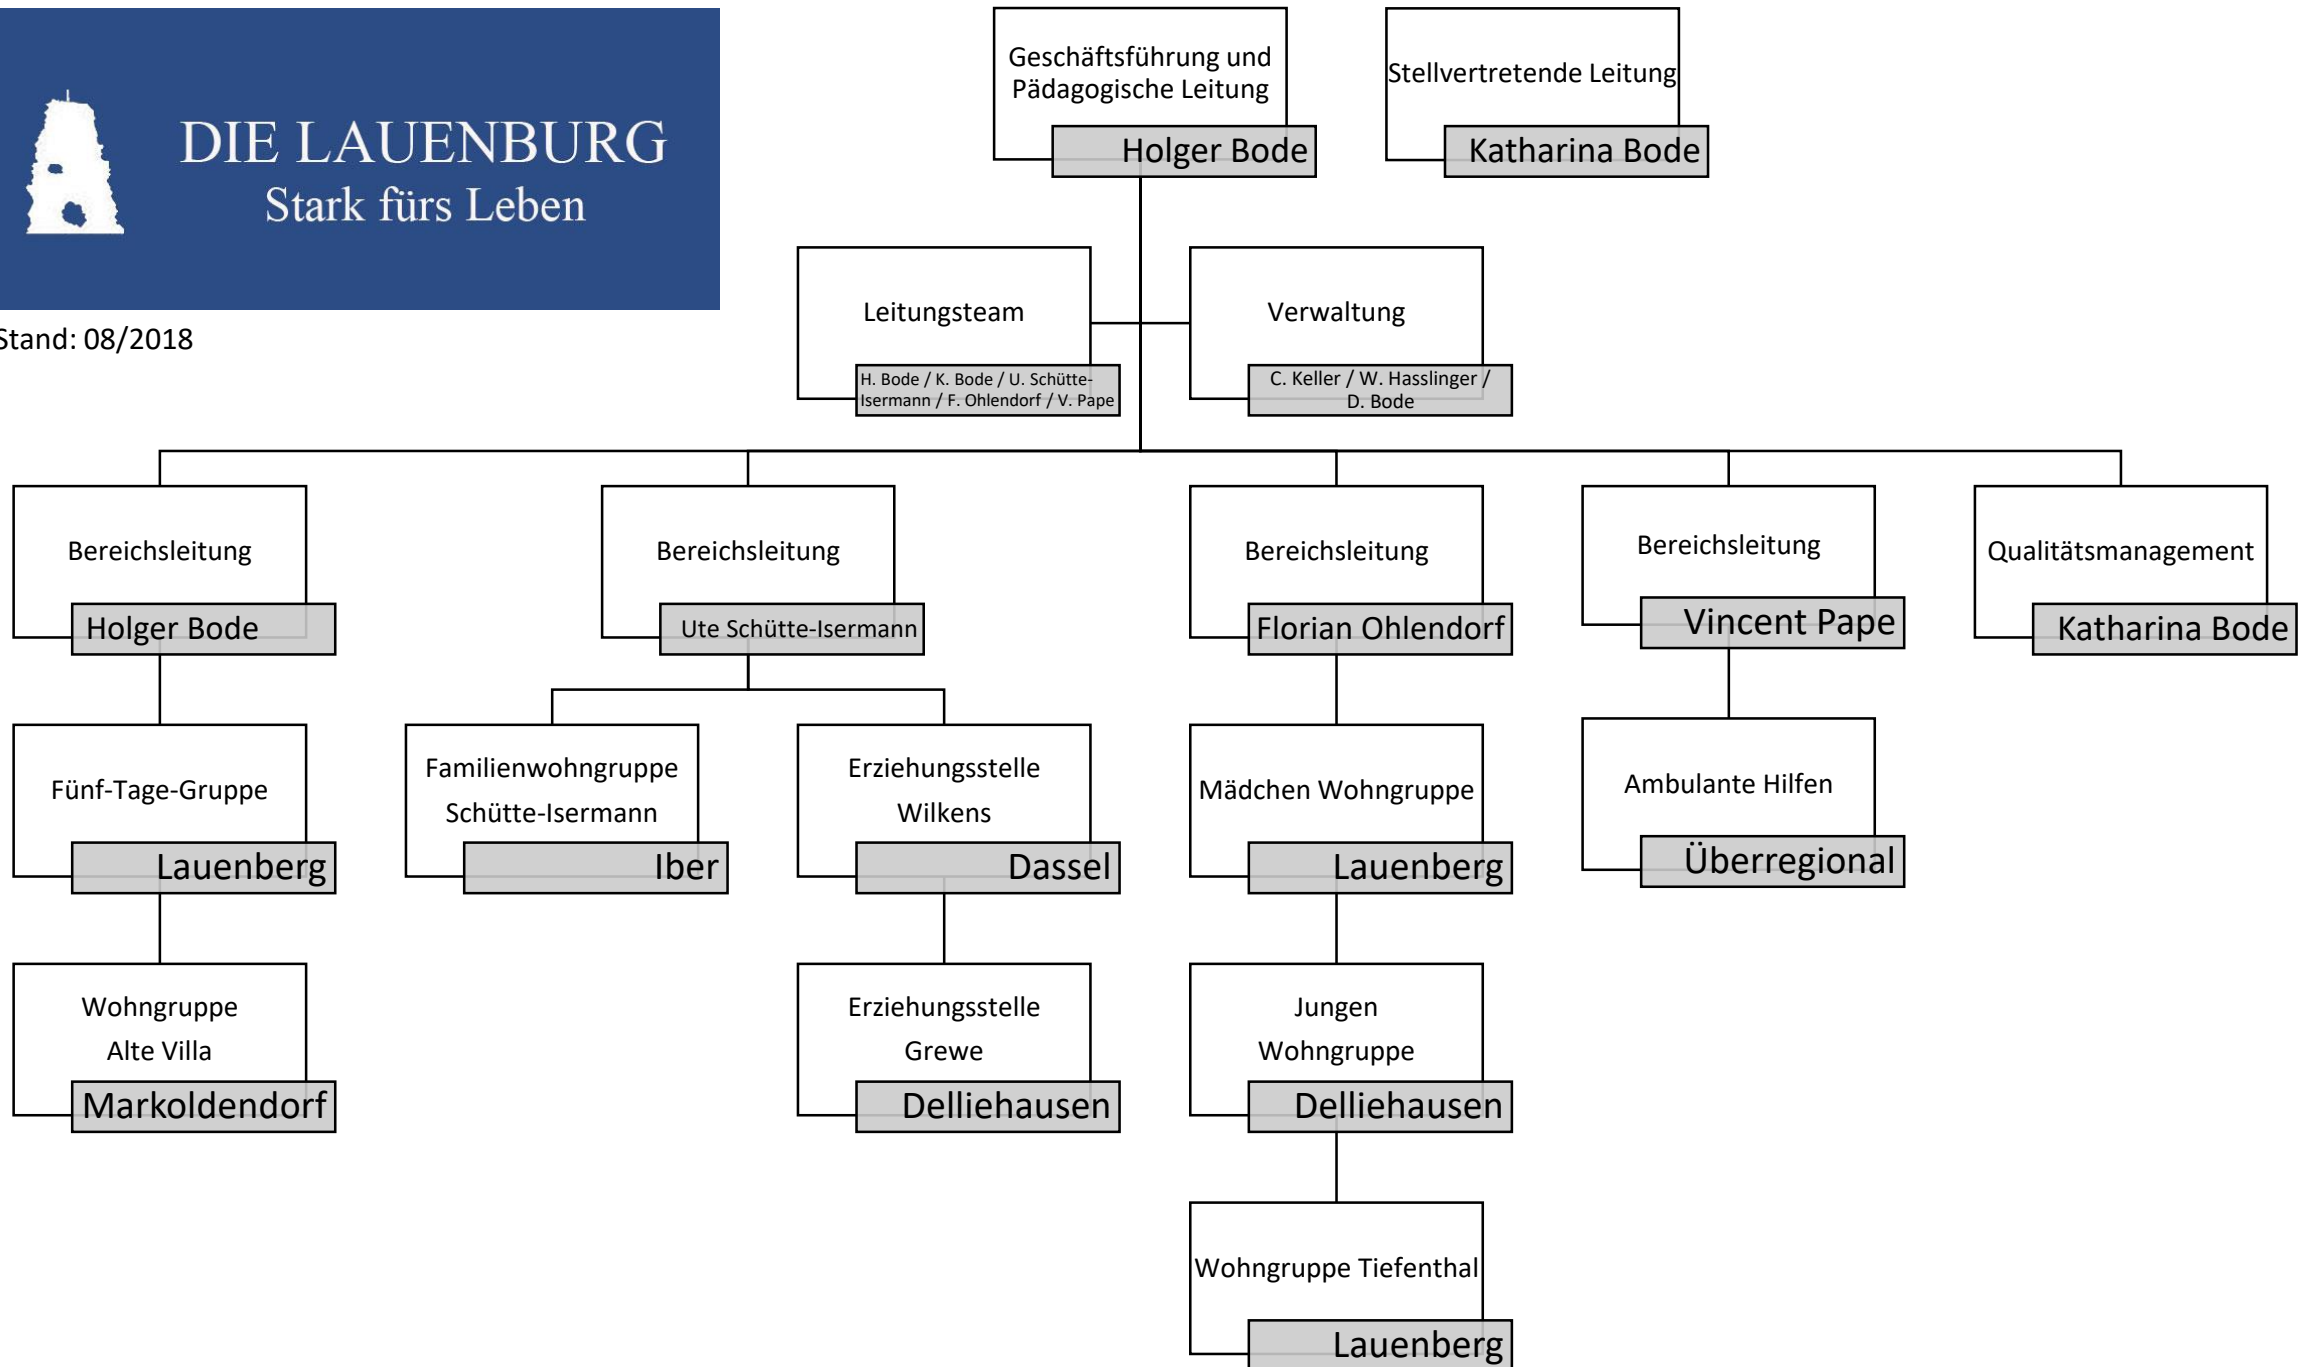 DIE LAUENBURG
Stark fürs Leben
Stand: 08/2018
Geschäftsführung und
Pädagogische Leitung
Holger Bode
Stellvertretende Leitung
Katharina Bode
Leitungsteam
H. Bode / K. Bode / U. Schütte-
Isermann / F. Ohlendorf / V. Pape
Verwaltung
C. Keller / W. Hasslinger /
D. Bode
Bereichsleitung
Holger Bode
Bereichsleitung
Ute Schütte-Isermann
Bereichsleitung
Florian Ohlendorf
Bereichsleitung
Vincent Pape
Qualitätsmanagement
Katharina Bode
Fünf-Tage-Gruppe
Lauenberg
Familienwohngruppe
Schütte-Isermann
Iber
Erziehungsstelle
Wilkens
Dassel
Mädchen Wohngruppe
Lauenberg
Ambulante Hilfen
Überregional
Wohngruppe
Alte Villa
Markoldendorf
Erziehungsstelle
Grewe
Delliehausen
Jungen
Wohngruppe
Delliehausen
Wohngruppe Tiefenthal
Lauenberg